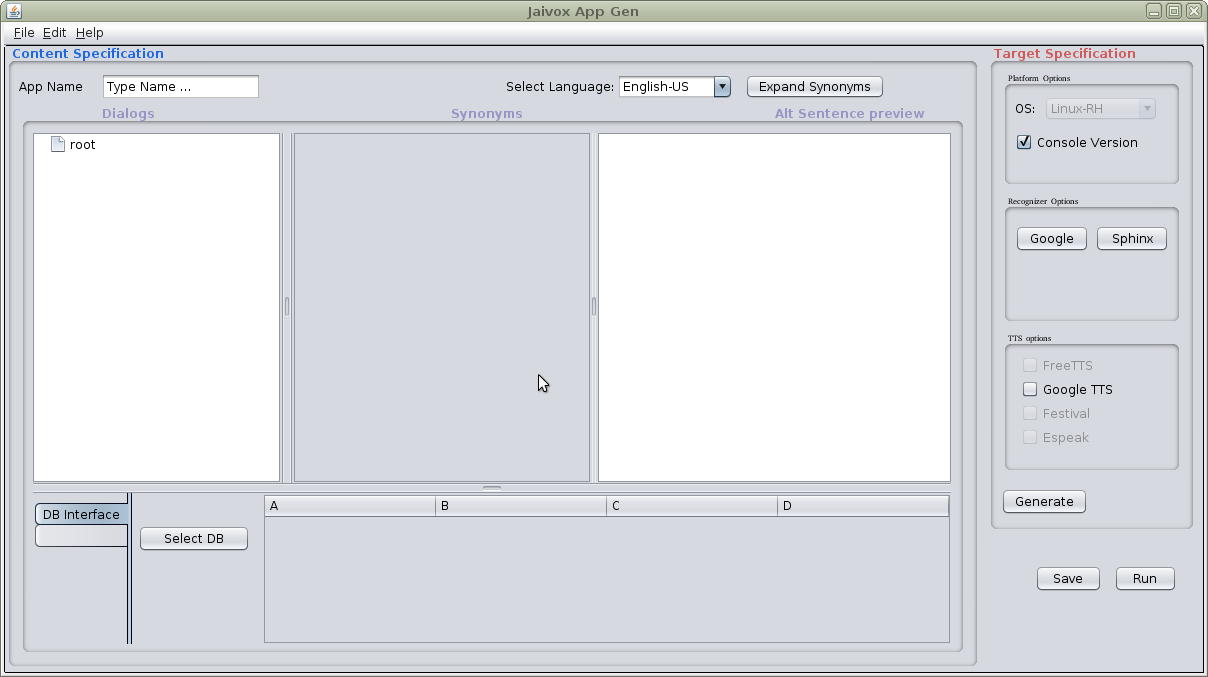 Jaivox App Gen
File Edit Help
Content Specification
App Name Type Name ... Select Language: English-US Expand Synonyms
Dialogs Synonyms Alt Sentence preview
root
DB Interface
Select DB
A B C D
Target Specification
Platform Options
OS: Linux-RH
Console Version
Recognizer Options
Google Sphinx
TTS options
FreeTTS
Google TTS
Festival
Espeak
Generate
Save Run